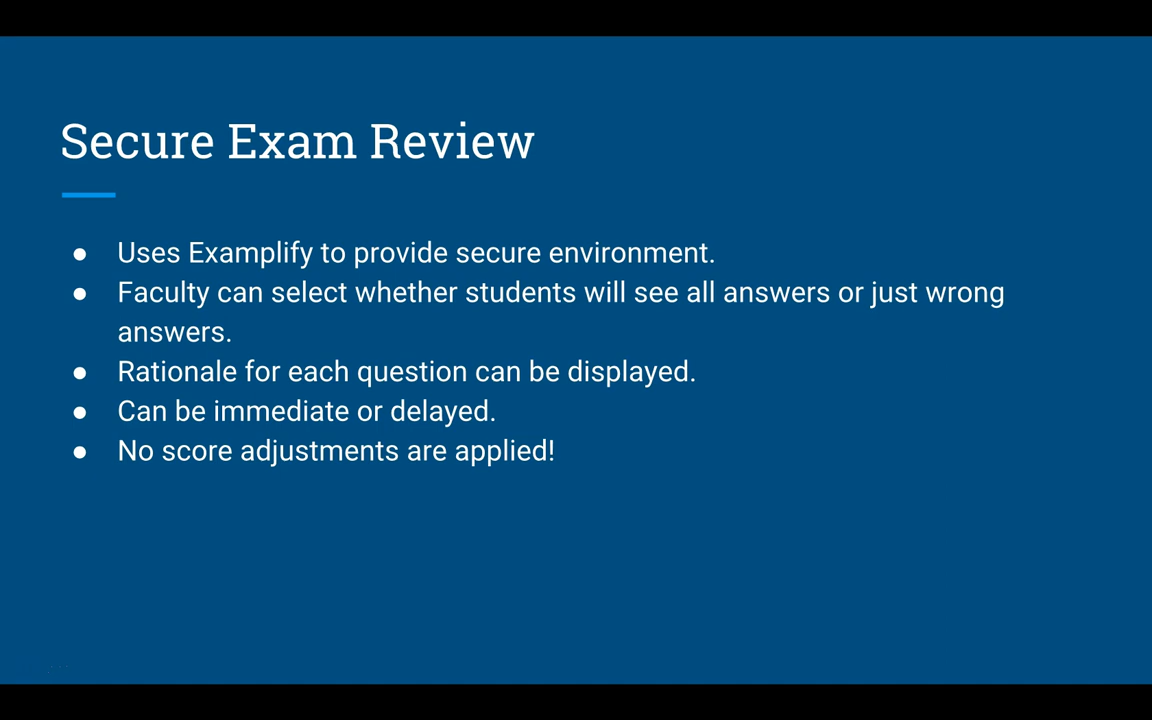 Secure Exam Review
● Uses Examplify to provide secure environment.
● Faculty can select whether students will see all answers or just wrong
answers.
● Rationale for each question can be displayed.
● Can be immediate or delayed.
● No score adjustments are applied!